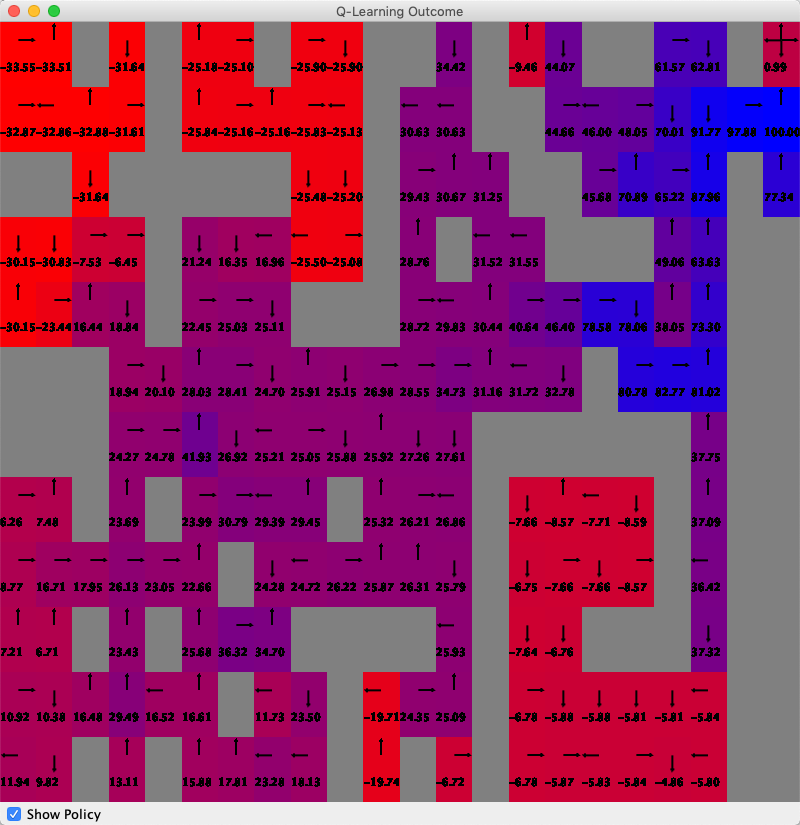 Q-Learning Outcome
-33.55 -33.51 -31.64 -25.18 -25.10 -25.90 -25.90 34.42 -9.46 44.07 61.57 62.81 0.99
-32.87 -32.86 -32.88 -31.61 -25.84 -25.16 -25.16 -25.83 -25.13 30.63 30.63 44.66 46.00 48.05 70.01 91.77 97.88 100.00
-31.64 -25.48 -25.20 29.43 30.67 31.25 45.68 70.89 65.22 87.96 77.34
-30.15 -30.83 -7.53 -6.45 21.24 16.35 16.96 -25.50 -25.08 28.76 31.52 31.55 49.06 63.63
-30.15 -23.44 16.44 18.84 22.45 25.03 25.11 28.72 29.83 30.44 40.64 46.40 78.58 78.06 38.05 73.50
18.94 20.10 28.03 28.41 24.70 25.91 25.15 26.98 28.55 34.73 31.16 31.72 32.78 80.78 82.77 81.02
24.27 24.78 41.93 26.92 25.21 25.05 25.88 25.92 27.26 27.61 37.75
6.26 7.48 23.69 23.99 30.79 29.39 29.45 25.32 26.21 26.86 -7.66 -8.57 -7.71 -8.59 37.09
8.77 16.71 17.95 26.13 23.05 22.66 24.28 24.72 26.22 25.87 26.31 25.79 -6.75 -7.66 -7.66 -8.57 36.42
7.21 6.71 23.43 25.68 36.32 34.70 25.93 -7.64 -6.76 37.32
10.92 10.38 16.48 29.49 16.52 16.61 11.73 23.50 -19.71 24.35 25.09 -6.78 -5.88 -5.88 -5.81 -5.81 -5.84
11.94 9.82 13.11 15.88 17.81 23.28 18.13 -19.74 -6.72 -6.78 -5.87 -5.83 -5.84 -4.86 -5.80
Show Policy